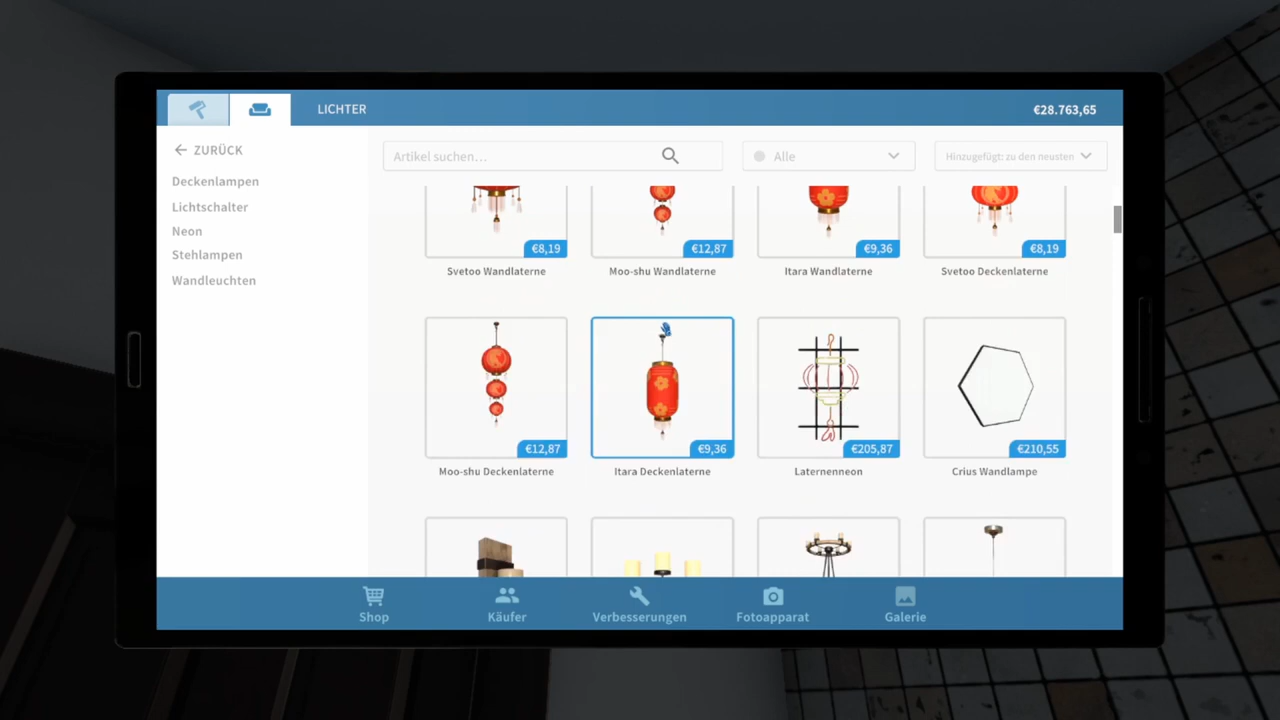 LICHTER
€28.763,65
ZURÜCK
Artikel suchen...
Alle
Hinzugefügt: zu den neusten
Deckenlampen
Lichtschalter
Neon
Stehlampen
Wandleuchten
€8,19
€12,87
€9,36
€8,19
Svetoo Wandlaterne
Moo-shu Wandlaterne
Itara Wandlaterne
Svetoo Deckenlaterne
€12,87
€9,36
€205,87
€210,55
Moo-shu Deckenlaterne
Itara Deckenlaterne
Laternenneon
Crius Wandlampe
Shop
Käufer
Verbesserungen
Fotoapparat
Galerie